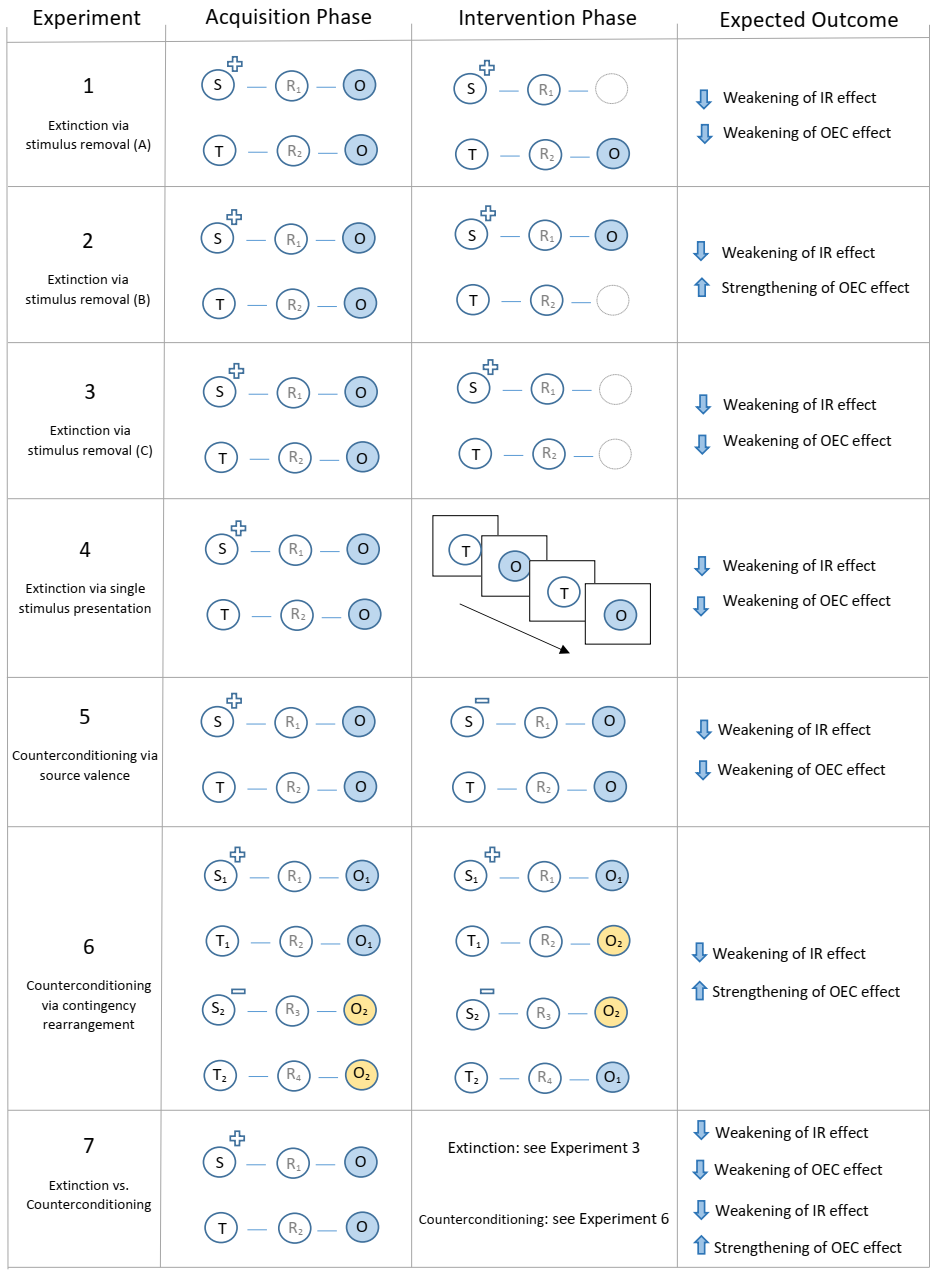 Experiment
Acquisition Phase
Intervention Phase
Expected Outcome
1
Extinction via
stimulus removal (A)
S — R₁ — O
T — R₂ — O
S — R₁ —
T — R₂ — O
Weakening of IR effect
Weakening of OEC effect
2
Extinction via
stimulus removal (B)
S — R₁ — O
T — R₂ — O
S — R₁ — O
T — R₂ —
Weakening of IR effect
Strengthening of OEC effect
3
Extinction via
stimulus removal (C)
S — R₁ — O
T — R₂ — O
S — R₁ —
T — R₂ —
Weakening of IR effect
Weakening of OEC effect
4
Extinction via single
stimulus presentation
S — R₁ — O
T — R₂ — O
T
O
T
O
Weakening of IR effect
Weakening of OEC effect
5
Counterconditioning via
source valence
S — R₁ — O
T — R₂ — O
S — R₁ — O
T — R₂ — O
Weakening of IR effect
Weakening of OEC effect
6
Counterconditioning
via contingency
rearrangement
S₁ — R₁ — O₁
T₁ — R₂ — O₁
S₂ — R₃ — O₂
T₂ — R₄ — O₂
S₁ — R₁ — O₁
T₁ — R₂ — O₂
S₂ — R₃ — O₂
T₂ — R₄ — O₁
Weakening of IR effect
Strengthening of OEC effect
7
Extinction vs.
Counterconditioning
S — R₁ — O
T — R₂ — O
Extinction: see Experiment 3
Counterconditioning: see Experiment 6
Weakening of IR effect
Weakening of OEC effect
Weakening of IR effect
Strengthening of OEC effect